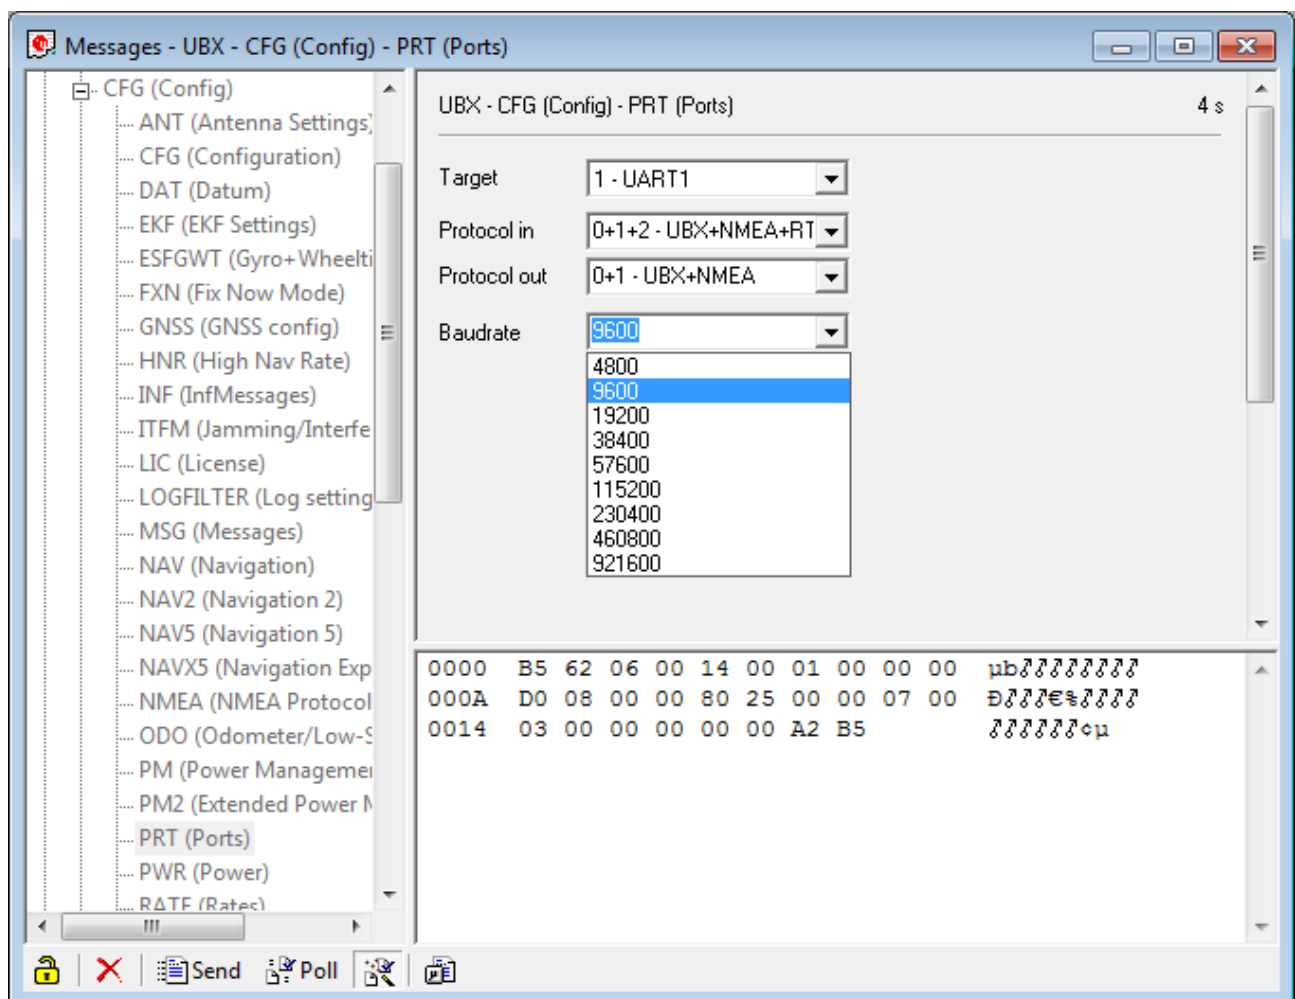 Messages - UBX - CFG (Config) - PRT (Ports)
CFG (Config)
ANT (Antenna Settings)
CFG (Configuration)
DAT (Datum)
EKF (EKF Settings)
ESFGWT (Gyro+Wheelti
FXN (Fix Now Mode)
GNSS (GNSS config)
HNR (High Nav Rate)
INF (InfMessages)
ITFM (Jamming/Interfe
LIC (License)
LOGFILTER (Log setting
MSG (Messages)
NAV (Navigation)
NAV2 (Navigation 2)
NAV5 (Navigation 5)
NAVX5 (Navigation Exp
NMEA (NMEA Protocol
ODO (Odometer/Low-S
PM (Power Managemen
PM2 (Extended Power M
PRT (Ports)
PWR (Power)
RATE (Rates)
UBX - CFG (Config) - PRT (Ports) 4 s
Target 1 - UART1
Protocol in 0+1+2 - UBX+NMEA+RT
Protocol out 0+1 - UBX+NMEA
Baudrate 9600
4800
9600
19200
38400
57600
115200
230400
460800
921600
0000 B5 62 06 00 14 00 01 00 00 00 µb
000A D0 08 00 00 80 25 00 00 07 00 Ð €%
0014 03 00 00 00 00 00 A2 B5 ¢µ
Send Poll